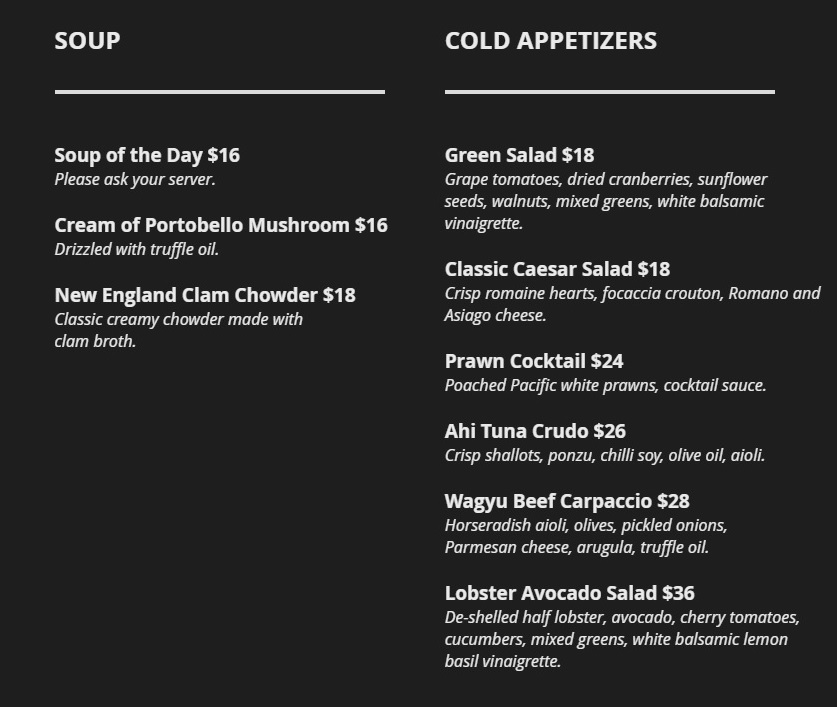 SOUP
Soup of the Day $16
Please ask your server.
Cream of Portobello Mushroom $16
Drizzled with truffle oil.
New England Clam Chowder $18
Classic creamy chowder made with
clam broth.
COLD APPETIZERS
Green Salad $18
Grape tomatoes, dried cranberries, sunflower
seeds, walnuts, mixed greens, white balsamic
vinaigrette.
Classic Caesar Salad $18
Crisp romaine hearts, focaccia crouton, Romano and
Asiago cheese.
Prawn Cocktail $24
Poached Pacific white prawns, cocktail sauce.
Ahi Tuna Crudo $26
Crisp shallots, ponzu, chilli soy, olive oil, aioli.
Wagyu Beef Carpaccio $28
Horseradish aioli, olives, pickled onions,
Parmesan cheese, arugula, truffle oil.
Lobster Avocado Salad $36
De-shelled half lobster, avocado, cherry tomatoes,
cucumbers, mixed greens, white balsamic lemon
basil vinaigrette.